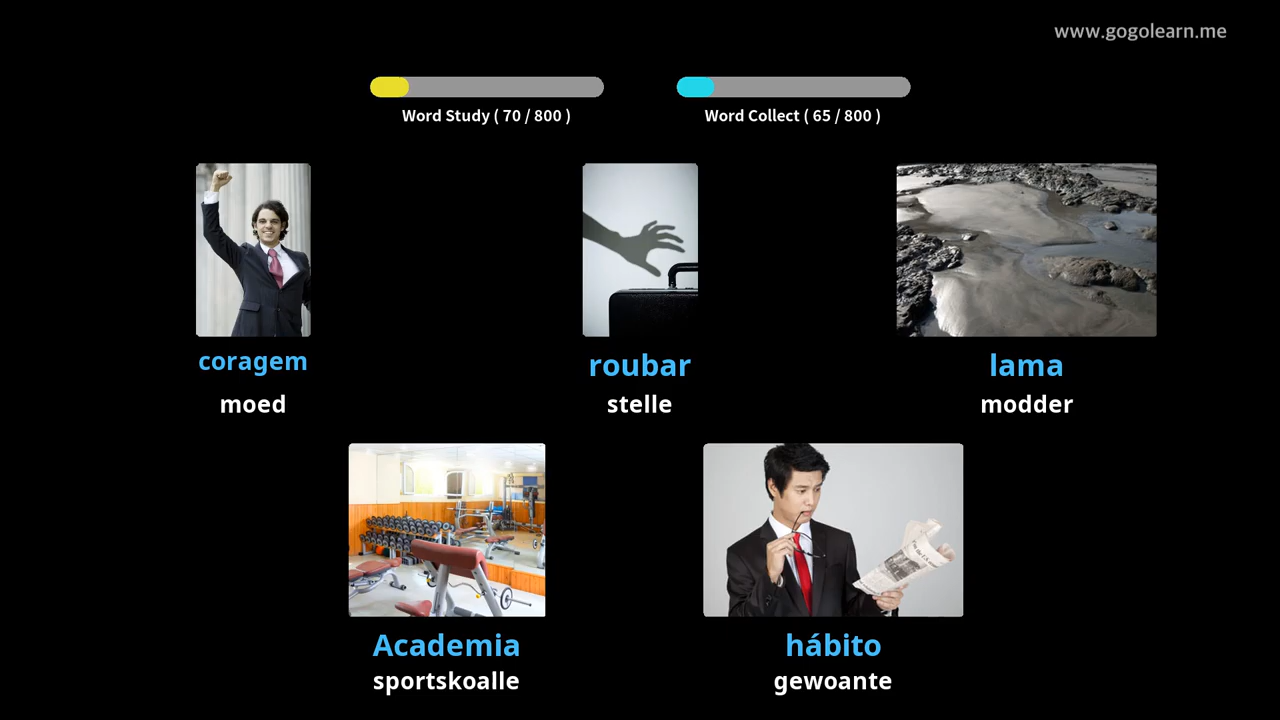 www.gogolearn.me
Word Study ( 70 / 800 )
Word Collect ( 65 / 800 )
coragem
moed
roubar
stelle
lama
modder
Academia
sportskoalle
hábito
gewoante